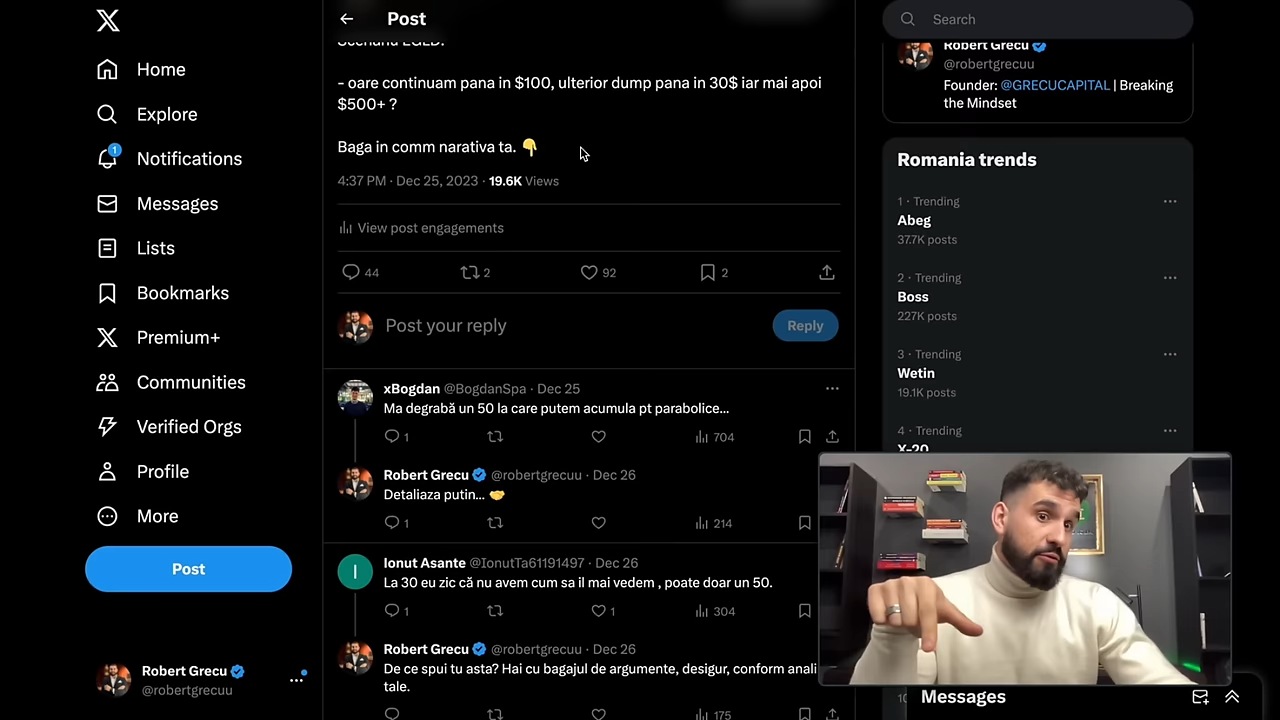 Home
Explore
1
Notifications
Messages
Lists
Bookmarks
Premium+
Communities
Verified Orgs
Profile
More
Post
Robert Grecu
@robertgrecuu
Post
Scenariu EGLD:
- oare continuam pana in $100, ulterior dump pana in 30$ iar mai apoi
$500+ ?
Baga in comm narativa ta. 👇
4:37 PM · Dec 25, 2023 · 19.6K Views
View post engagements
44 2 92 2
Post your reply
Reply
xBogdan @BogdanSpa · Dec 25
Ma degrabă un 50 la care putem acumula pt parabolice...
1 704
Robert Grecu @robertgrecuu · Dec 26
Detaliaza putin... 🤝
1 214
Ionut Asante @IonutTa61191497 · Dec 26
La 30 eu zic că nu avem cum sa il mai vedem , poate doar un 50.
1 1 304
Robert Grecu @robertgrecuu · Dec 26
De ce spui tu asta? Hai cu bagajul de argumente, desigur, conform anali
tale.
175
Search
Robert Grecu
@robertgrecuu
Founder: @GRECUCAPITAL | Breaking
the Mindset
Romania trends
1 · Trending
Abeg
37.7K posts
2 · Trending
Boss
227K posts
3 · Trending
Wetin
19.1K posts
4 · Trending
X-20
Messages